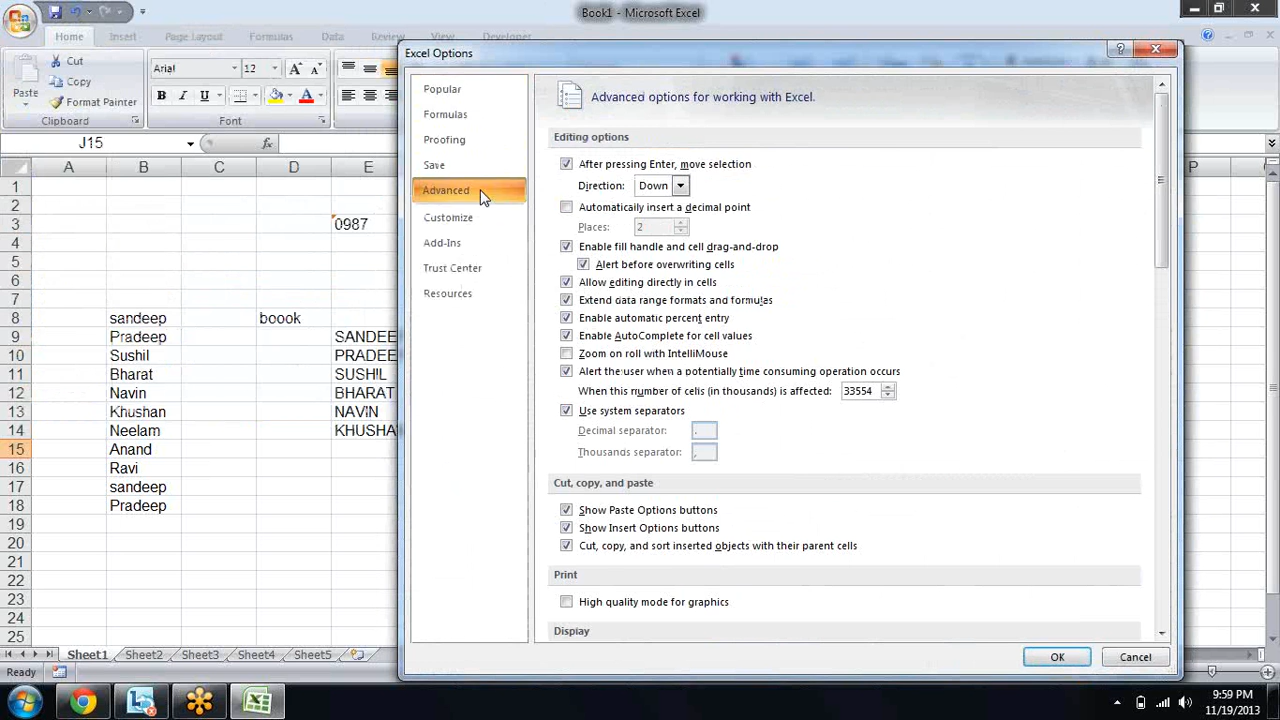 Book1 - Microsoft Excel
Home Insert Page Layout Formulas Data Review View Developer
Excel Options
Paste
Cut
Copy
Format Painter
Clipboard
Arial 12
B I U
Font
J15
fx
A B C D E
P
1
2
3 0987
4
5
6
7
8 sandeep boook
9 Pradeep SANDEE
10 Sushil PRADEE
11 Bharat SUSHIL
12 Navin BHARAT
13 Khushan NAVIN
14 Neelam KHUSHA
15 Anand
16 Ravi
17 sandeep
18 Pradeep
19
20
21
22
23
24
25
Popular
Formulas
Proofing
Save
Advanced
Customize
Add-Ins
Trust Center
Resources
Advanced options for working with Excel.
Editing options
After pressing Enter, move selection
Direction: Down
Automatically insert a decimal point
Places: 2
Enable fill handle and cell drag-and-drop
Alert before overwriting cells
Allow editing directly in cells
Extend data range formats and formulas
Enable automatic percent entry
Enable AutoComplete for cell values
Zoom on roll with IntelliMouse
Alert the user when a potentially time consuming operation occurs
When this number of cells (in thousands) is affected: 33554
Use system separators
Decimal separator: .
Thousands separator: ,
Cut, copy, and paste
Show Paste Options buttons
Show Insert Options buttons
Cut, copy, and sort inserted objects with their parent cells
Print
High quality mode for graphics
Display
OK Cancel
Sheet1 Sheet2 Sheet3 Sheet4 Sheet5
Ready
9:59 PM
11/19/2013